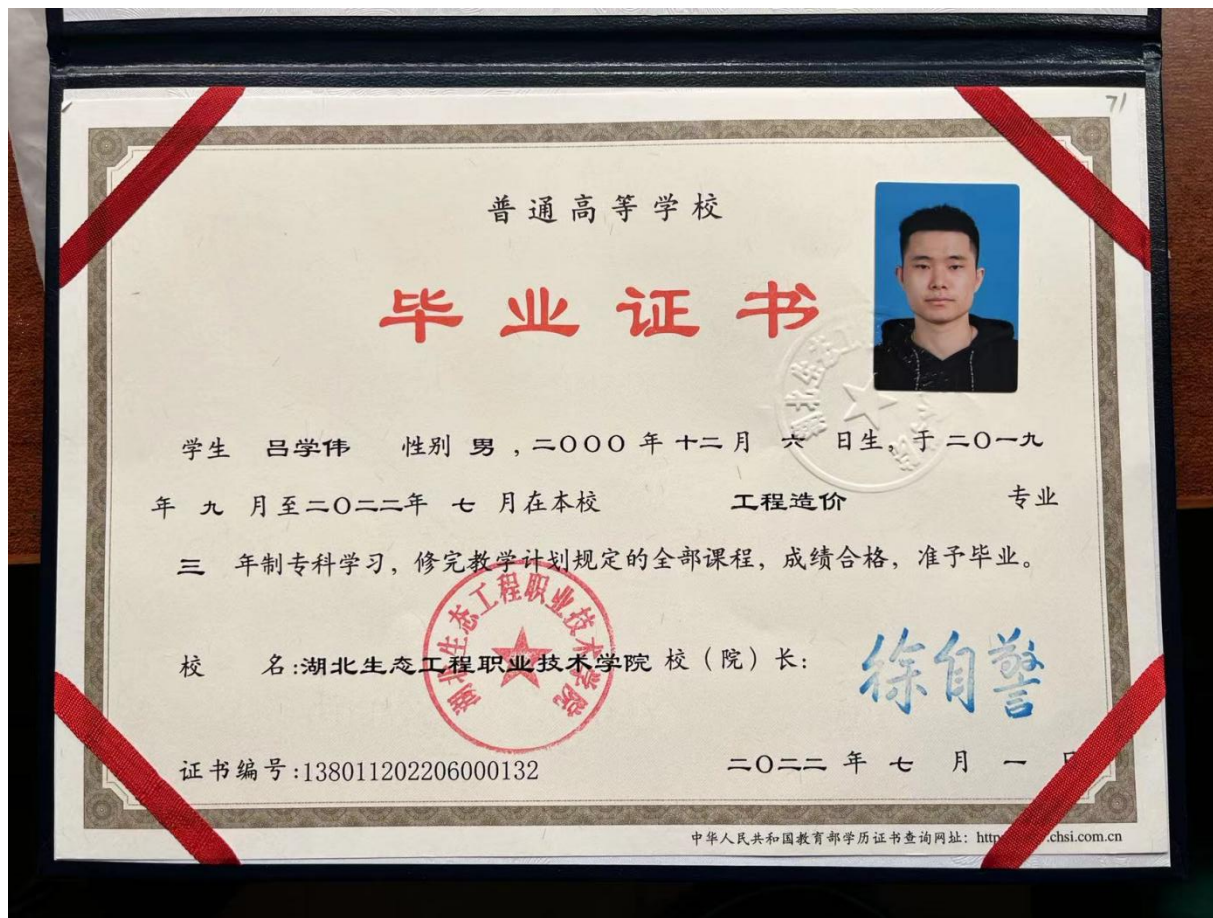 71
普通高等学校
毕业证书
学生 吕学伟 性别 男 , 二〇〇〇 年 十二 月 六 日生, 于 二〇一九
年 九 月至二〇二二年 七 月在本校 工程造价 专业
三 年制专科学习，修完教学计划规定的全部课程，成绩合格，准予毕业。
校 名:湖北生态工程职业技术学院 校（院）长: 徐自警
湖北生态工程职业技术学院
证书编号:138011202206000132 二〇二二 年 七 月 一 日
中华人民共和国教育部学历证书查询网址: http chsi.com.cn